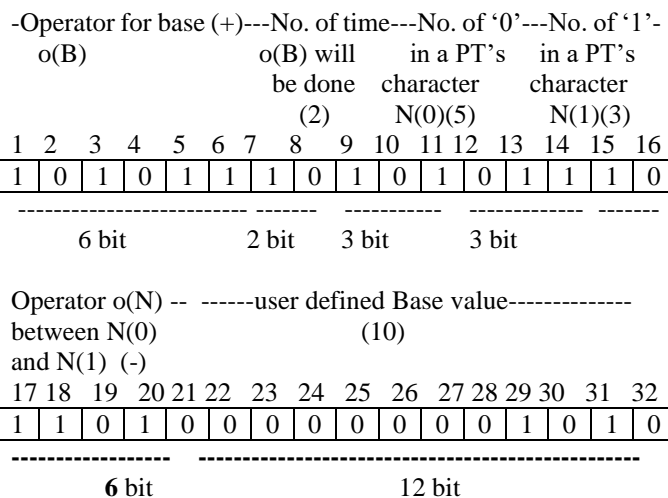 -Operator for base (+)---No. of time---No. of ‘0’---No. of ‘1’-
o(B) o(B) will in a PT’s in a PT’s
be done character character
(2) N(0)(5) N(1)(3)
1 2 3 4 5 6 7 8 9 10 11 12 13 14 15 16
1 0 1 0 1 1 1 0 1 0 1 0 1 1 1 0
--------------------------- ------- ----------- ------------- -------
6 bit 2 bit 3 bit 3 bit
Operator o(N) -- ------user defined Base value--------------
between N(0) (10)
and N(1) (-)
17 18 19 20 21 22 23 24 25 26 27 28 29 30 31 32
1 1 0 1 0 0 0 0 0 0 0 0 1 0 1 0
------------------ --------------------------------------------------
6 bit 12 bit